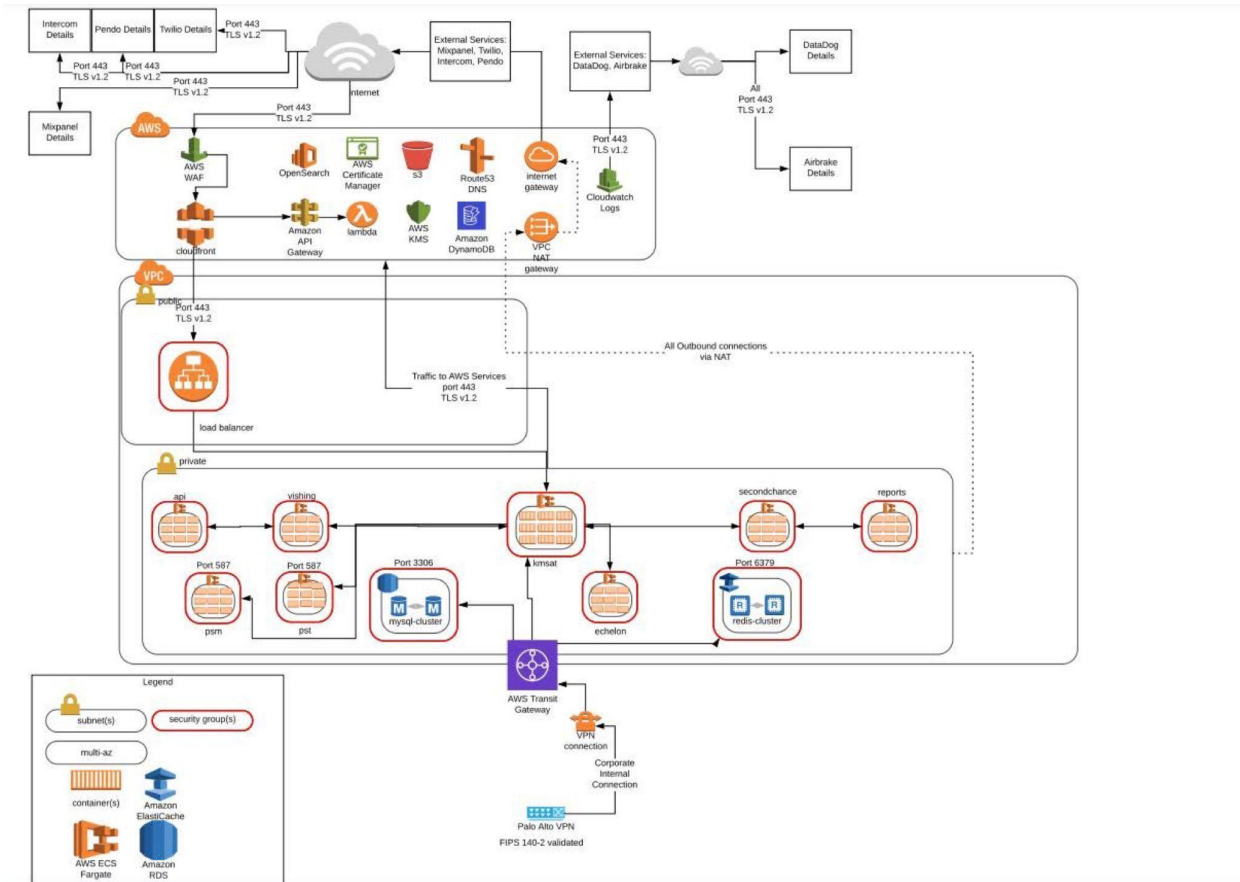 Intercom
Details
Pendo Details
Twilio Details
Port 443
TLS v1.2
Port 443
TLS v1.2
Port 443
TLS v1.2
Port 443
TLS v1.2
Mixpanel
Details
nternet
External Services:
Mixpanel, Twilio,
Intercom, Pendo
External Services:
DataDog, Airbrake
DataDog
Details
All
Port 443
TLS v1.2
Airbrake
Details
Port 443
TLS v1.2
Port 443
TLS v1.2
Cloudwatch
Logs
AWS
AWS
WAF
OpenSearch
AWS
Certificate
Manager
s3
Route53
DNS
internet
gateway
cloudfront
Amazon
API
Gateway
lambda
AWS
KMS
Amazon
DynamoDB
VPC
NAT
gateway
VPC
public
Port 443
TLS v1.2
load balancer
Traffic to AWS Services
port 443
TLS v1.2
All Outbound connections
via NAT
private
api
vishing
kmsat
secondchance
reports
Port 587
psm
Port 587
pst
Port 3306
M
M
mysql-cluster
echelon
Port 6379
R
R
redis-cluster
AWS Transit
Gateway
VPN
connection
Corporate
Internal
Connection
Palo Alto VPN
FIPS 140-2 validated
Legend
subnet(s)
security group(s)
multi-az
container(s)
Amazon
ElastiCache
AWS ECS
Fargate
Amazon
RDS